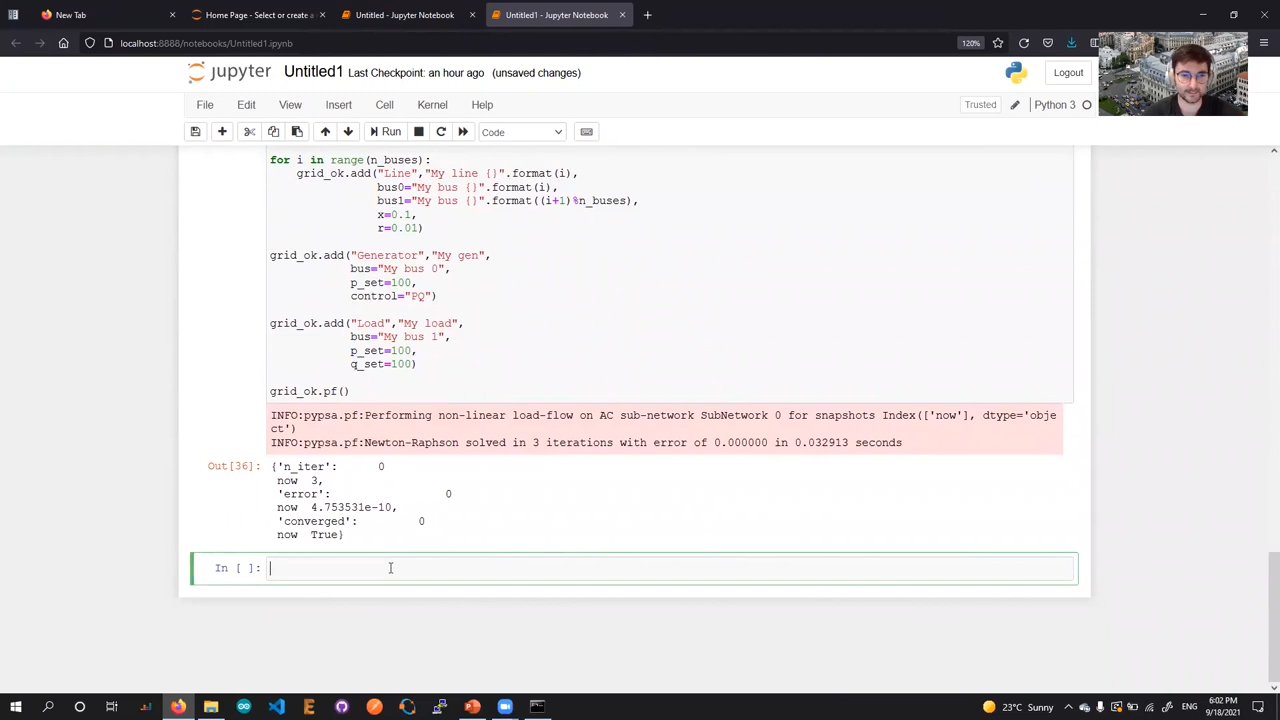 New Tab
Home Page - Select or create a
Untitled - Jupyter Notebook
Untitled1 - Jupyter Notebook
localhost:8888/notebooks/Untitled1.ipynb
120%
jupyter Untitled1 Last Checkpoint: an hour ago (unsaved changes)
Logout
File Edit View Insert Cell Kernel Help
Trusted
Python 3
Run
Code
for i in range(n_buses):
    grid_ok.add("Line","My line {}".format(i),
                bus0="My bus {}".format(i),
                bus1="My bus {}".format((i+1)%n_buses),
                x=0.1,
                r=0.01)
grid_ok.add("Generator","My gen",
            bus="My bus 0",
            p_set=100,
            control="PQ")
grid_ok.add("Load","My load",
            bus="My bus 1",
            p_set=100,
            q_set=100)
grid_ok.pf()
INFO:pypsa.pf:Performing non-linear load-flow on AC sub-network SubNetwork 0 for snapshots Index(['now'], dtype='obje
ct')
INFO:pypsa.pf:Newton-Raphson solved in 3 iterations with error of 0.000000 in 0.032913 seconds
Out[36]: {'n_iter':      0
 now  3,
 'error':                 0
 now  4.753531e-10,
 'converged':          0
 now  True}
In [ ]:
23°C Sunny
6:02 PM
9/18/2021